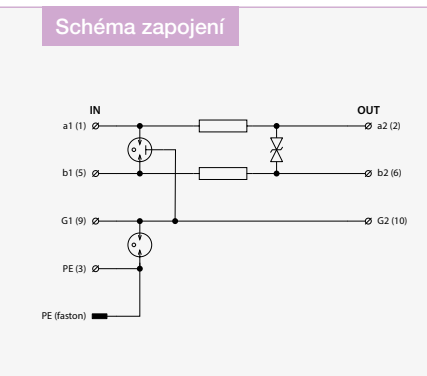 Schéma zapojení
IN
OUT
a1 (1)
a2 (2)
b1 (5)
b2 (6)
G1 (9)
G2 (10)
PE (3)
PE (faston)